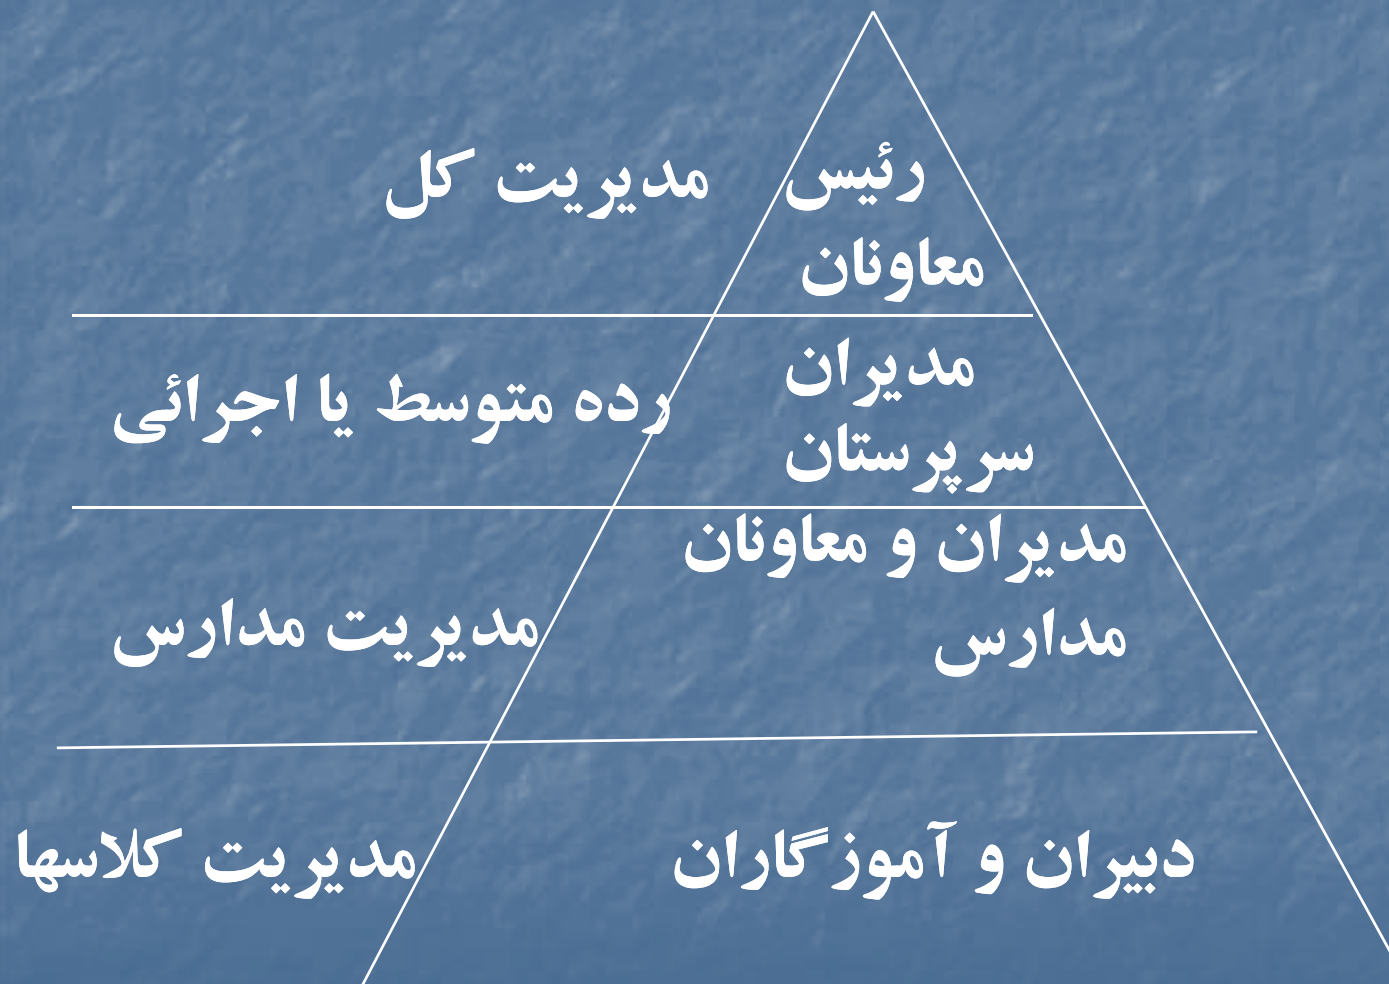 رئیس
معاونان
مدیریت کل
مدیران
سرپرستان
رده متوسط یا اجرائی
مدیران و معاونان
مدارس
مدیریت مدارس
دبیران و آموزگاران
مدیریت کلاسها